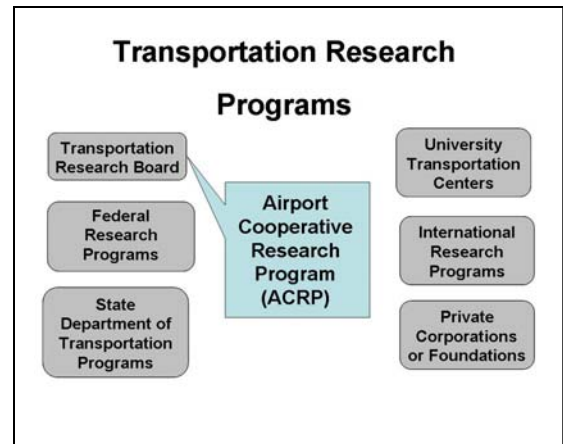 Transportation Research
Programs
Transportation
Research Board
Federal
Research
Programs
State
Department of
Transportation
Programs
Airport
Cooperative
Research
Program
(ACRP)
University
Transportation
Centers
International
Research
Programs
Private
Corporations
or Foundations